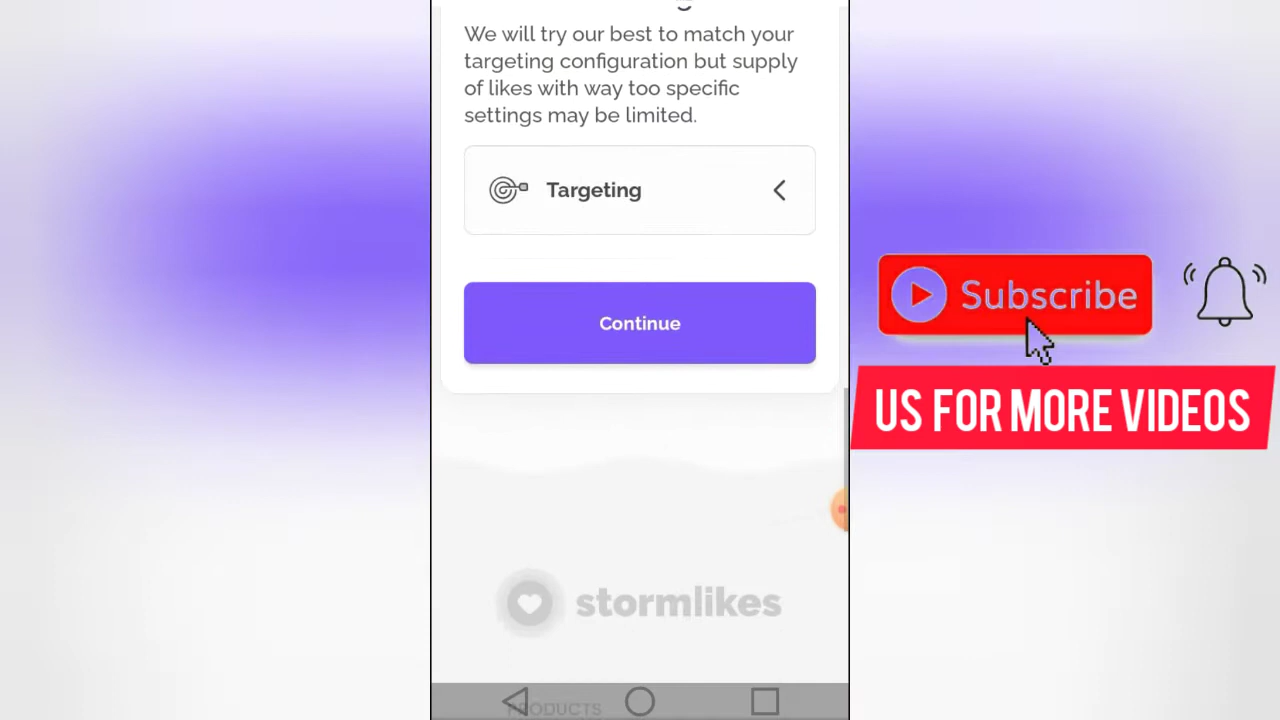 We will try our best to match your
targeting configuration but supply
of likes with way too specific
settings may be limited.
Targeting
Continue
Subscribe
US FOR MORE VIDEOS
stormlikes
PRODUCTS